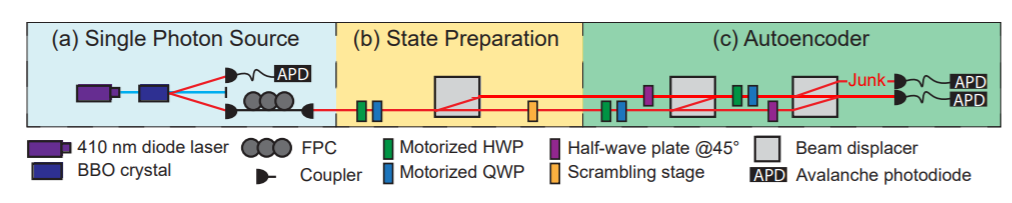 (a) Single Photon Source (b) State Preparation (c) Autoencoder
APD
Junk
APD
APD
410 nm diode laser FPC Motorized HWP Half-wave plate @45° Beam displacer
BBO crystal Coupler Motorized QWP Scrambling stage APD Avalanche photodiode